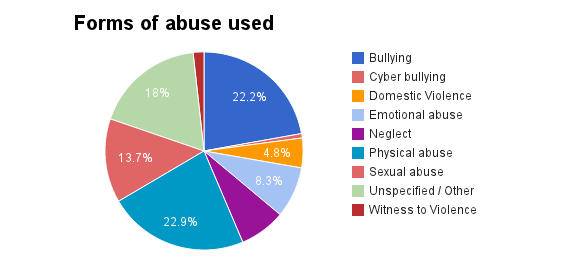 Forms of abuse used
22.2%
4.8%
8.3%
22.9%
13.7%
18%
Bullying
Cyber bullying
Domestic Violence
Emotional abuse
Neglect
Physical abuse
Sexual abuse
Unspecified / Other
Witness to Violence